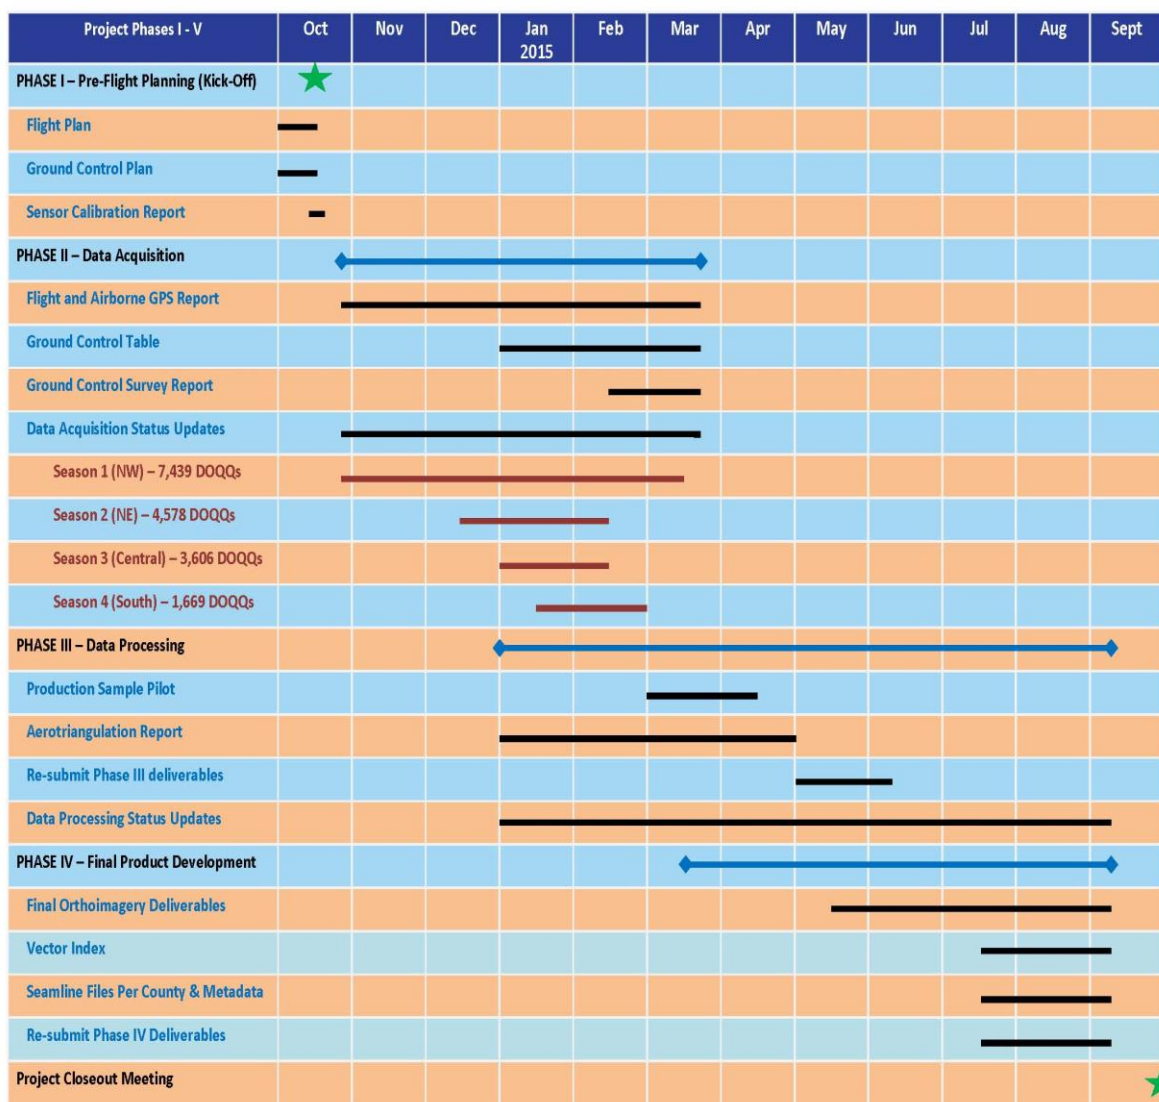 Project Phases I - V Oct Nov Dec Jan Feb Mar Apr May Jun Jul Aug Sept
2015
PHASE I – Pre-Flight Planning (Kick-Off)
Flight Plan
Ground Control Plan
Sensor Calibration Report
PHASE II – Data Acquisition
Flight and Airborne GPS Report
Ground Control Table
Ground Control Survey Report
Data Acquisition Status Updates
Season 1 (NW) – 7,439 DOQQs
Season 2 (NE) – 4,578 DOQQs
Season 3 (Central) – 3,606 DOQQs
Season 4 (South) – 1,669 DOQQs
PHASE III – Data Processing
Production Sample Pilot
Aerotriangulation Report
Re-submit Phase III deliverables
Data Processing Status Updates
PHASE IV – Final Product Development
Final Orthoimagery Deliverables
Vector Index
Seamline Files Per County & Metadata
Re-submit Phase IV Deliverables
Project Closeout Meeting